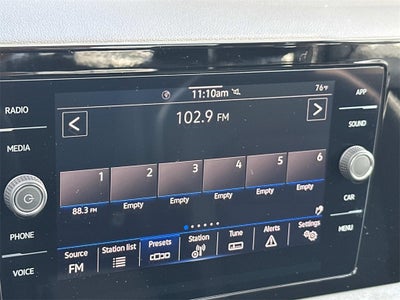 11:10am
76°F
RADIO
APP
102.9 FM
SOUND
MEDIA
1 2 3 4 5 6
88.3 FM Empty Empty Empty Empty Empty
CAR
PHONE
Source Station list Presets Station Tune Alerts Settings
FM
MENU
VOICE